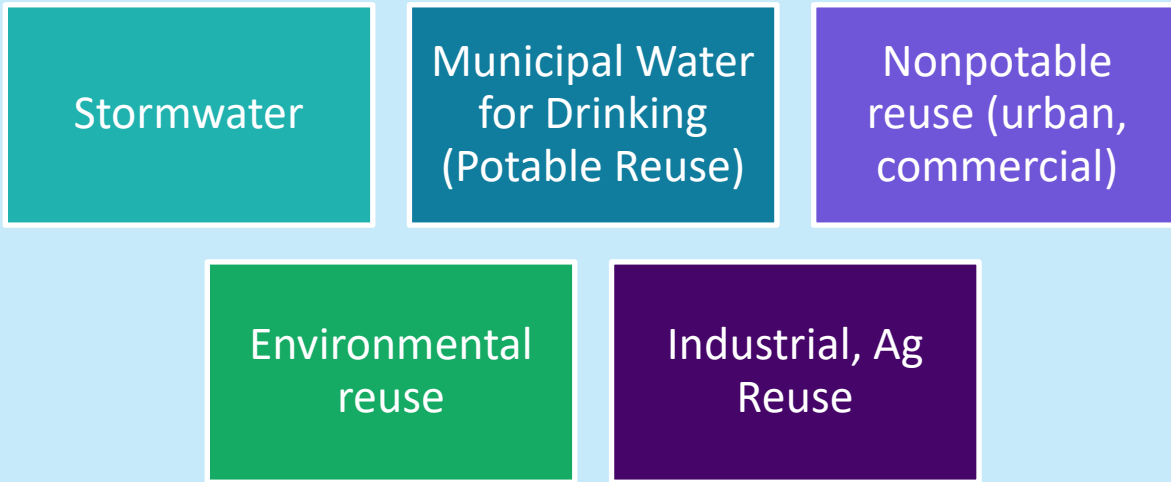 Stormwater
Municipal Water
for Drinking
(Potable Reuse)
Nonpotable
reuse (urban,
commercial)
Environmental
reuse
Industrial, Ag
Reuse